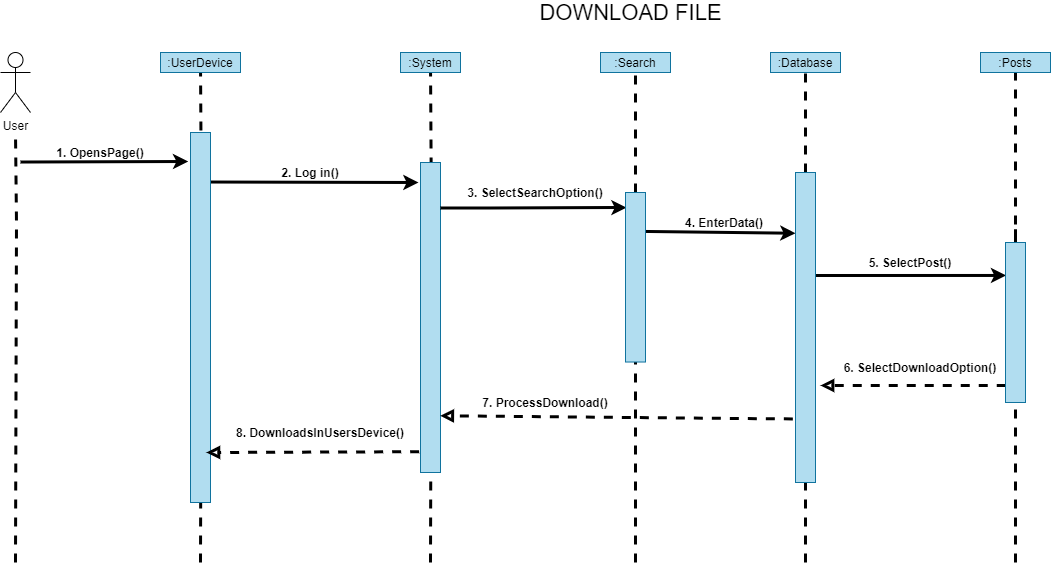 DOWNLOAD FILE
:UserDevice
:System
:Search
:Database
:Posts
User
1. OpensPage()
2. Log in()
3. SelectSearchOption()
4. EnterData()
5. SelectPost()
6. SelectDownloadOption()
7. ProcessDownload()
8. DownloadsInUsersDevice()